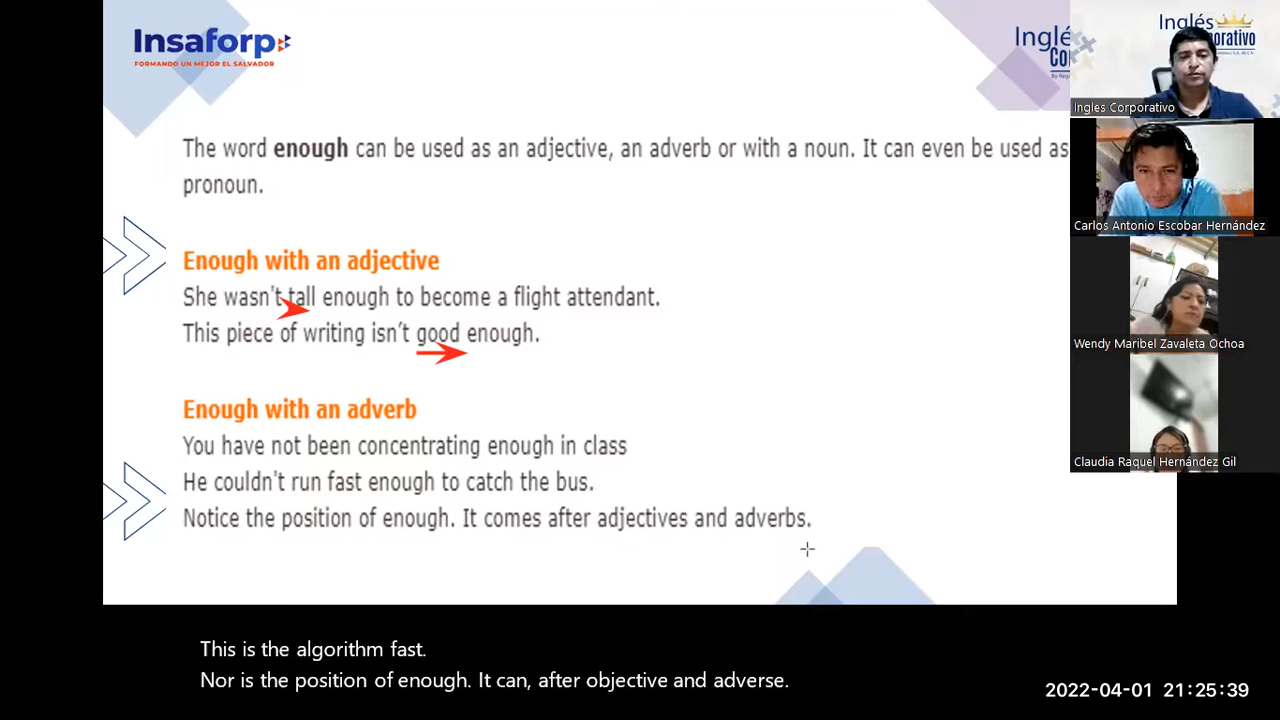 Insaforp
FORMANDO UN MEJOR EL SALVADOR
Inglés
Inglés
Corporativo
Ingles Corporativo
The word enough can be used as an adjective, an adverb or with a noun. It can even be used as
pronoun.
Carlos Antonio Escobar Hernández
Enough with an adjective
She wasn't tall enough to become a flight attendant.
This piece of writing isn't good enough.
Wendy Maribel Zavaleta Ochoa
Enough with an adverb
You have not been concentrating enough in class
Claudia Raquel Hernández Gil
He couldn't run fast enough to catch the bus.
Notice the position of enough. It comes after adjectives and adverbs.
This is the algorithm fast.
Nor is the position of enough. It can, after objective and adverse.
2022-04-01 21:25:39